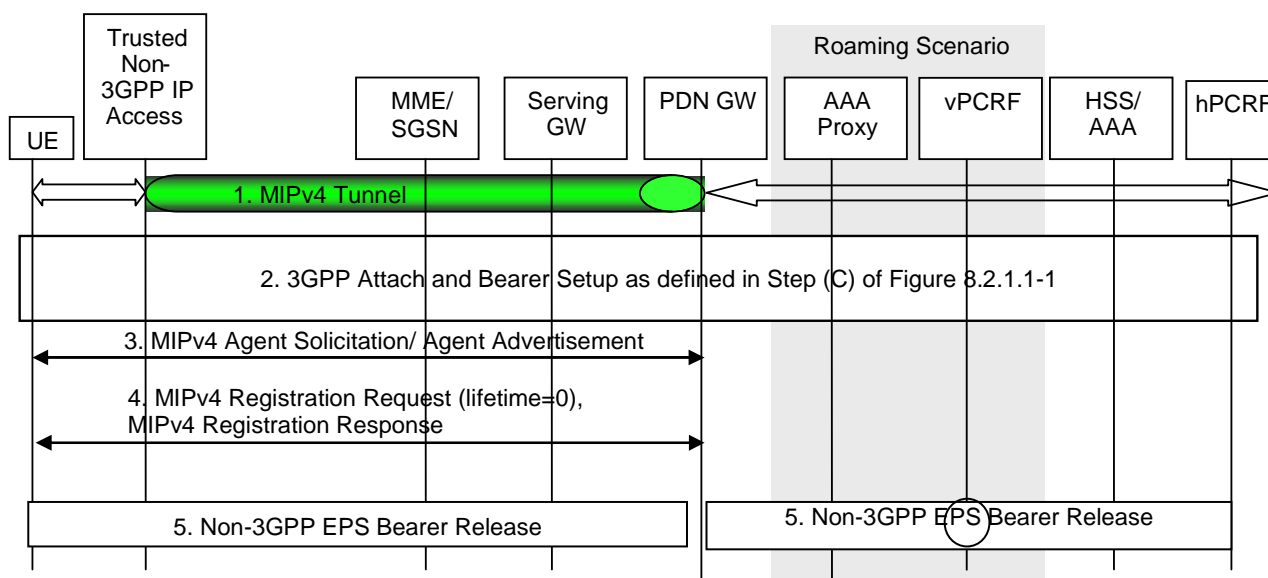 Roaming Scenario
UE
Trusted
Non-
3GPP IP
Access
MME/
SGSN
Serving
GW
PDN GW
AAA
Proxy
vPCRF
HSS/
AAA
hPCRF
1. MIPv4 Tunnel
2. 3GPP Attach and Bearer Setup as defined in Step (C) of Figure 8.2.1.1-1
3. MIPv4 Agent Solicitation/ Agent Advertisement
4. MIPv4 Registration Request (lifetime=0),
MIPv4 Registration Response
5. Non-3GPP EPS Bearer Release
5. Non-3GPP EPS Bearer Release